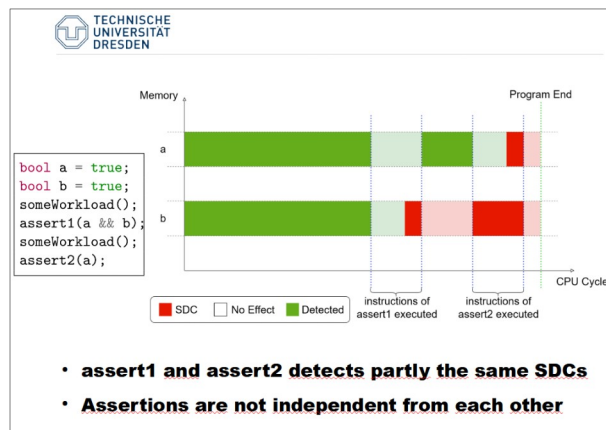 TECHNISCHE
UNIVERSITÄT
DRESDEN
Memory
Program End
a
bool a = true;
bool b = true;
someWorkload();
assert1(a && b);
someWorkload();
assert2(a);
b
CPU Cycle
SDC
No Effect
Detected
instructions of
assert1 executed
instructions of
assert2 executed
• assert1 and assert2 detects partly the same SDCs
• Assertions are not independent from each other